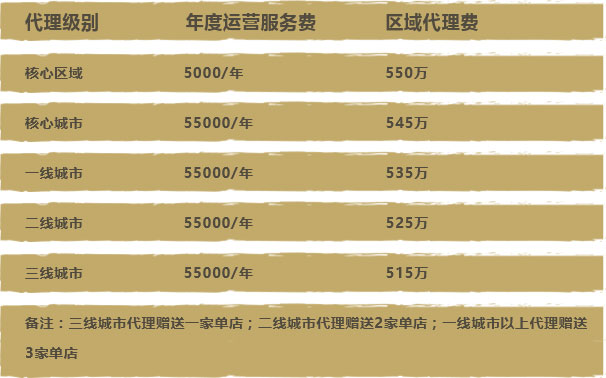 代理级别 年度运营服务费 区域代理费
核心区域 5000/年 550万
核心城市 55000/年 545万
一线城市 55000/年 535万
二线城市 55000/年 525万
三线城市 55000/年 515万
备注：三线城市代理赠送一家单店；二线城市代理赠送2家单店；一线城市以上代理赠送
3家单店